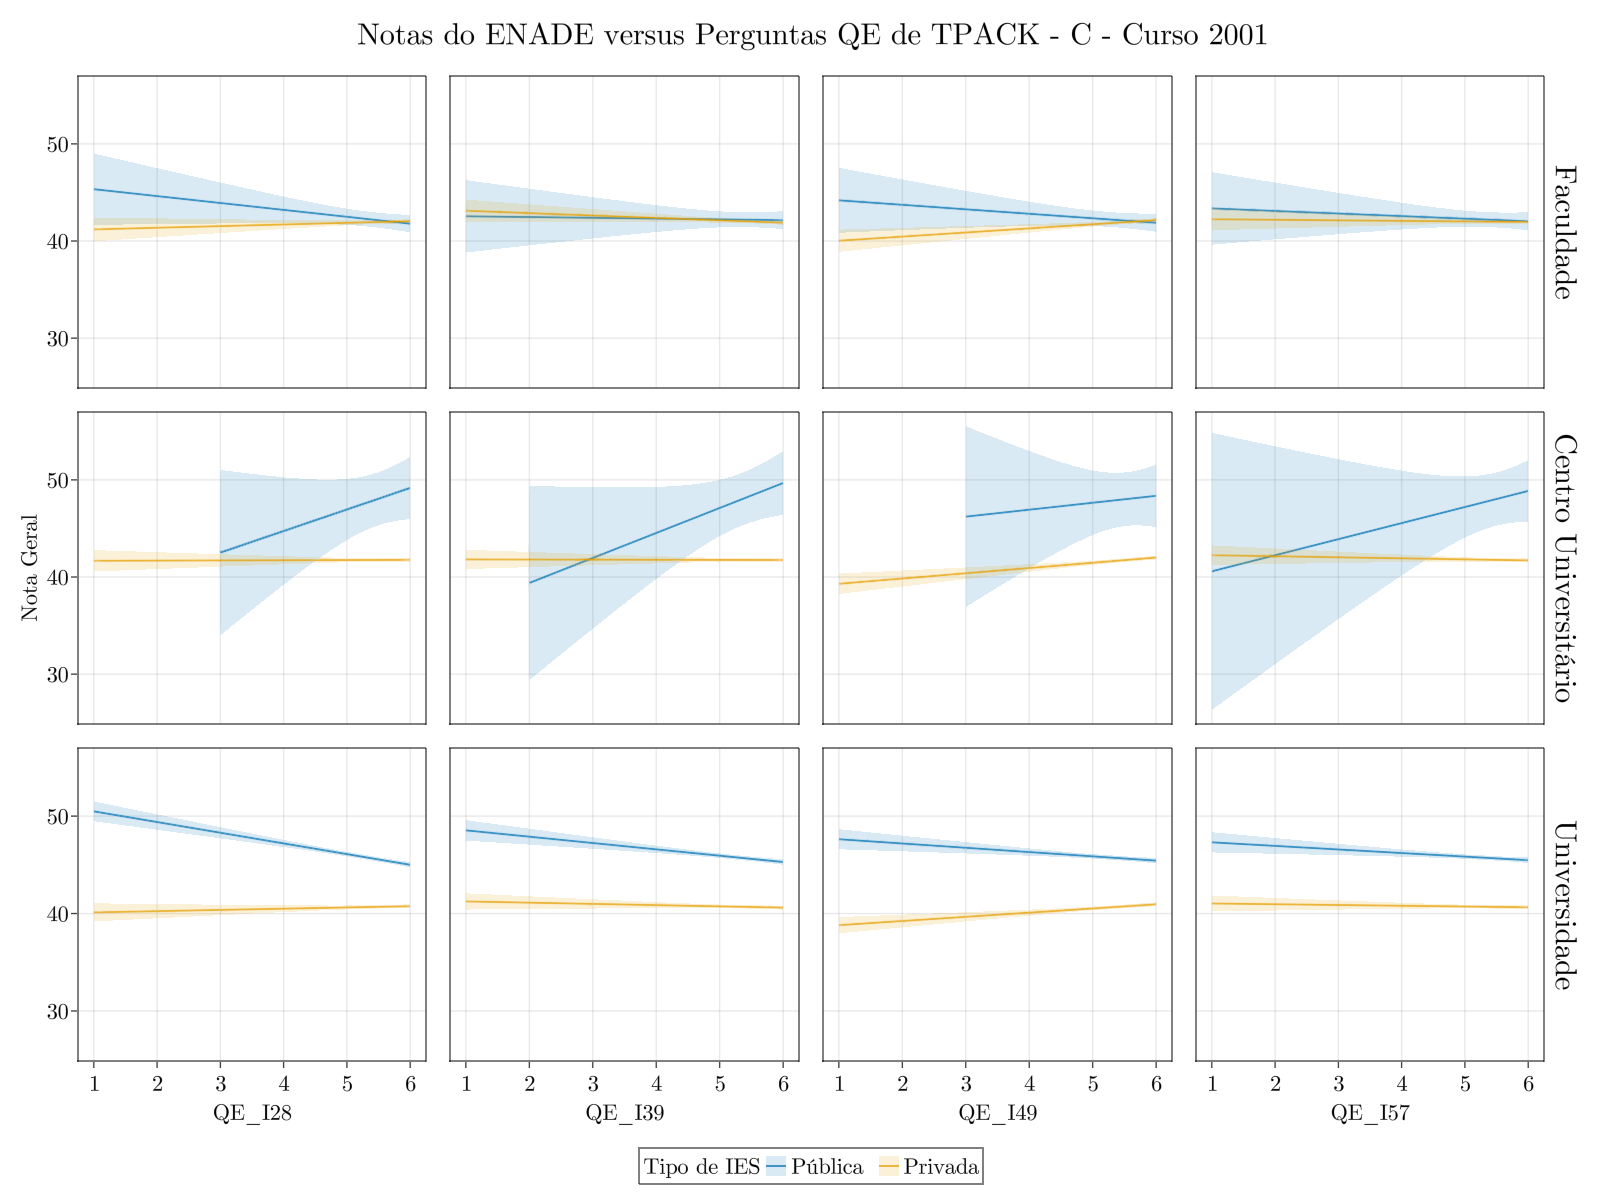 Notas do ENADE versus Perguntas QE de TPACK - C - Curso 2001
50
40
30
Faculdade
Nota Geral
50
40
30
Centro Universitário
50
40
30
Universidade
1 2 3 4 5 6
1 2 3 4 5 6
1 2 3 4 5 6
1 2 3 4 5 6
QE_I28
QE_I39
QE_I49
QE_I57
Tipo de IES Pública Privada